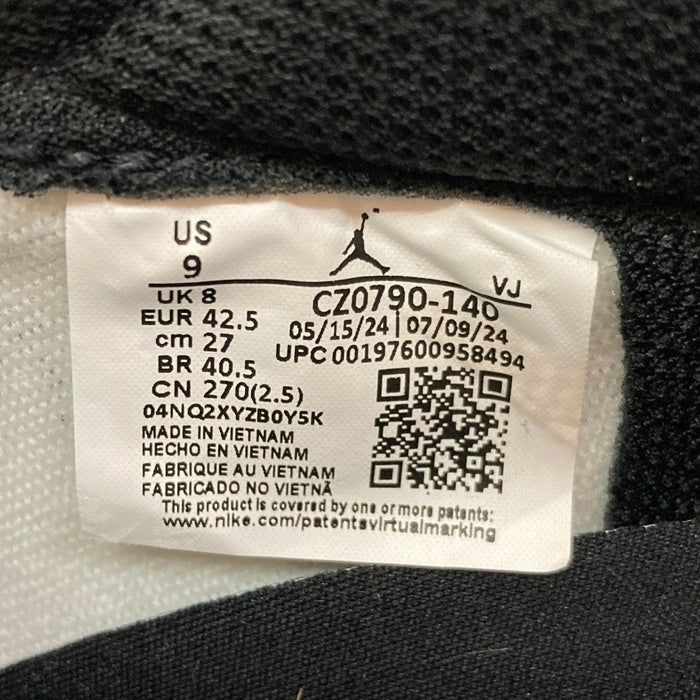 US
9
VJ
UK 8
CZ0790-140
EUR 42.5
05/15/24 | 07/09/24
cm 27
UPC 00197600958494
BR 40.5
CN 270(2.5)
04NQ2XYZB0Y5K
MADE IN VIETNAM
HECHO EN VIETNAM
FABRIQUE AU VIETNAM
FABRICADO NO VIETNÃ
This product is covered by one or more patents:
www.nike.com/patentsvirtualmarking